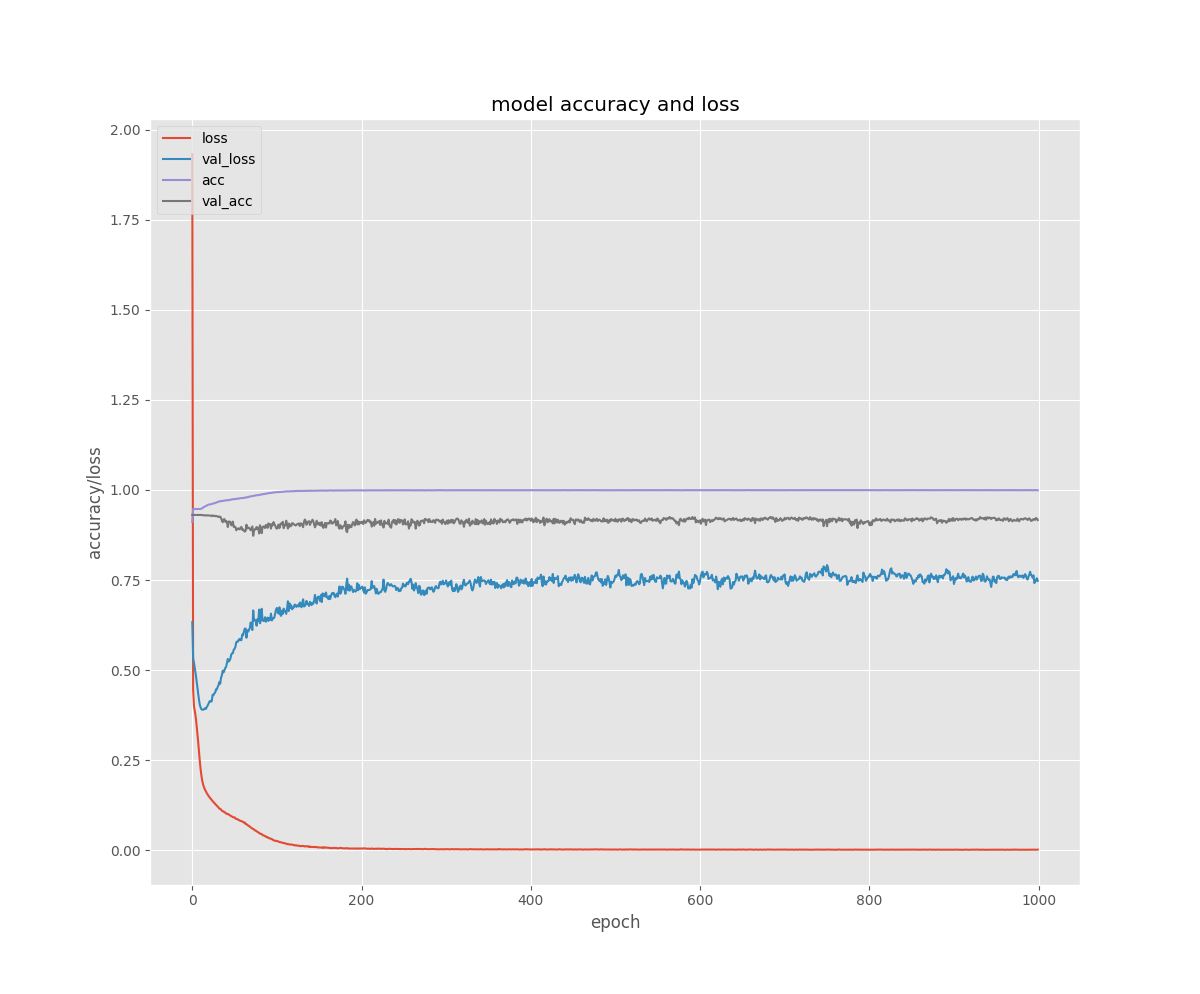 model accuracy and loss
2.00
1.75
1.50
1.25
1.00
0.75
0.50
0.25
0.00
accuracy/loss
loss
val_loss
acc
val_acc
0 200 400 600 800 1000
epoch